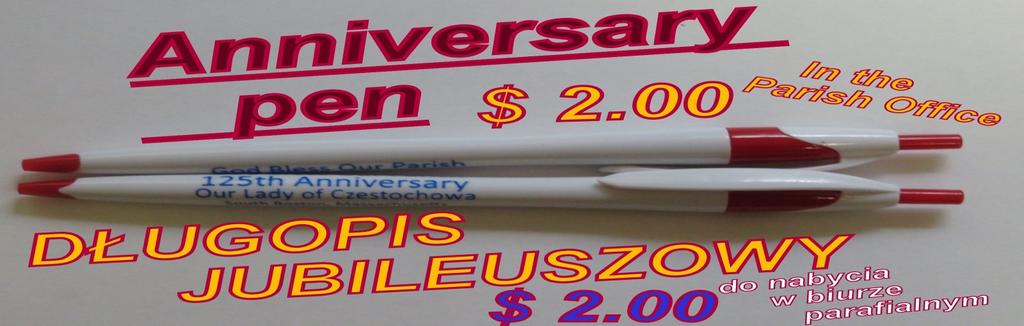 Anniversary
pen
$ 2.00
In the
Parish Office
God Bless Our Parish
125th Anniversary
Our Lady of Czestochowa
DŁUGOPIS
JUBILEUSZOWY
$ 2.00
do nabycia
w biurze
parafialnym